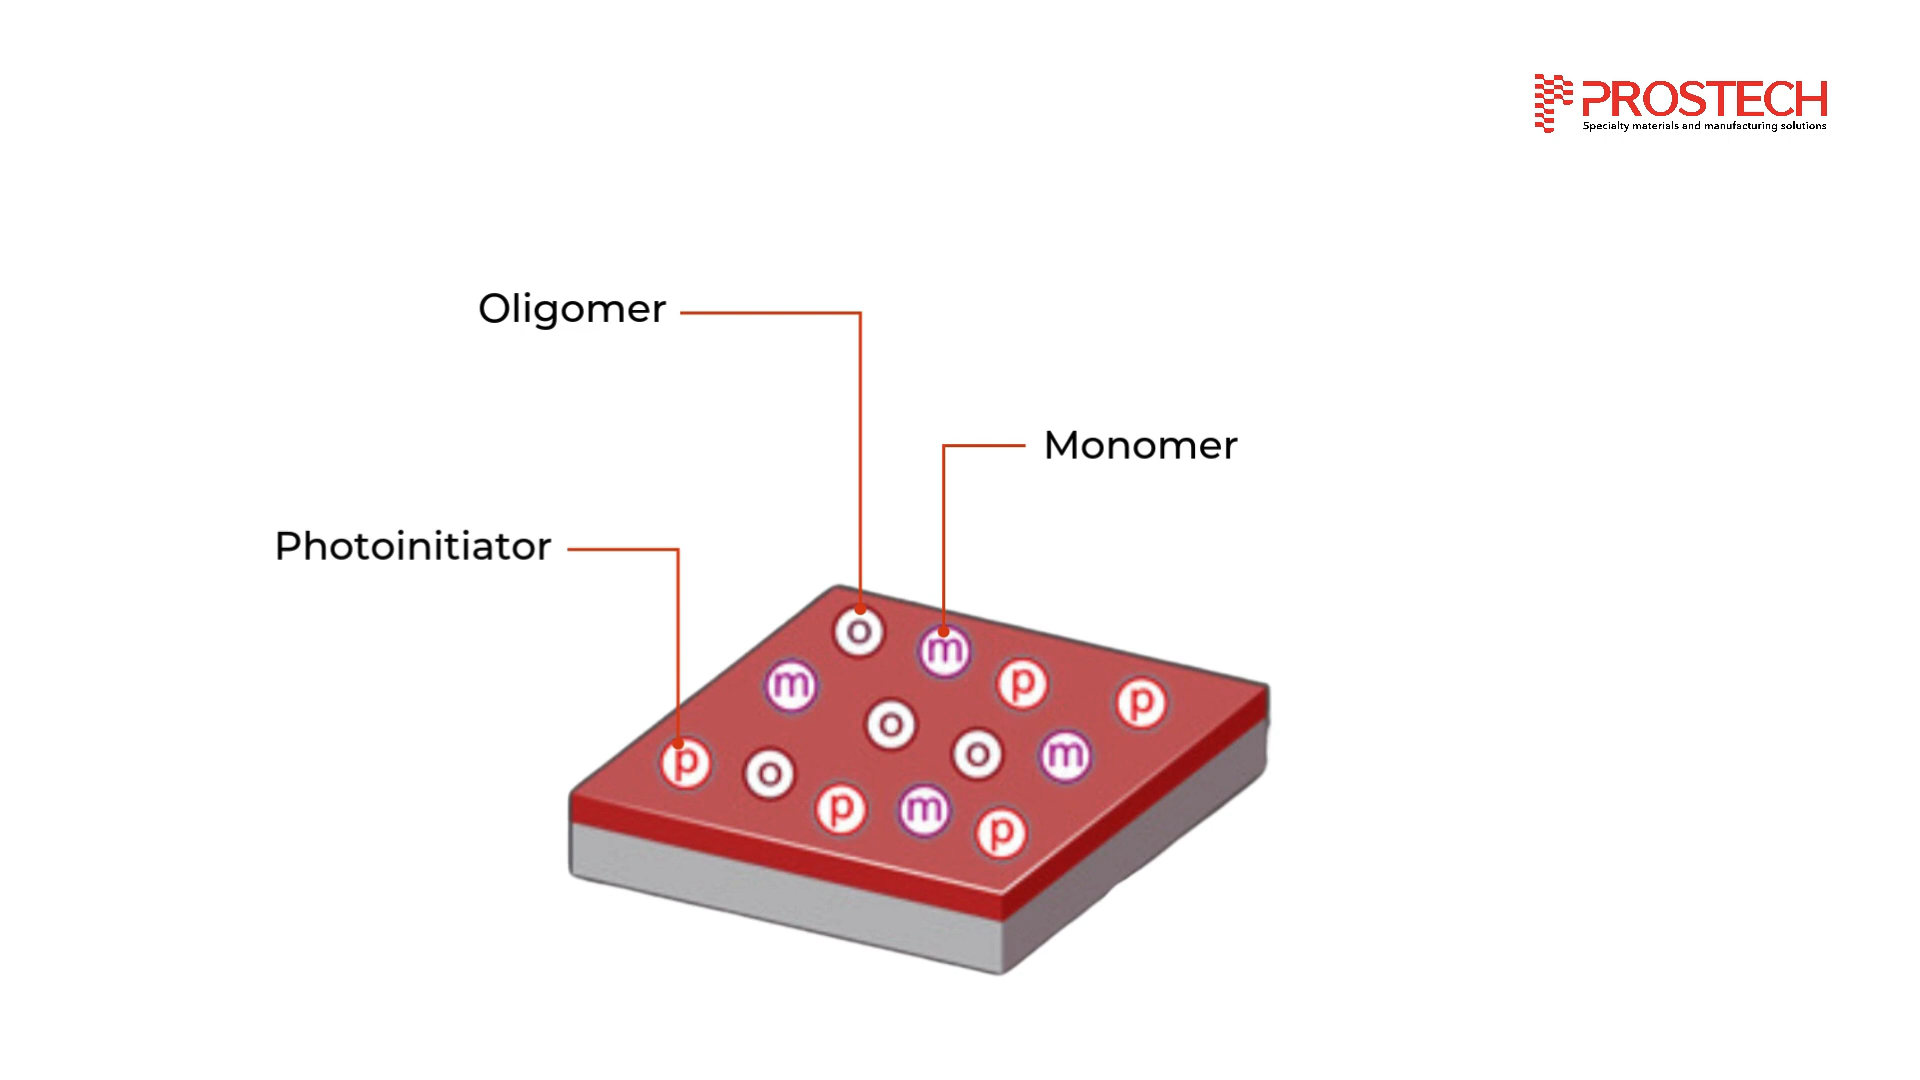 PROSTECH
Specialty materials and manufacturing solutions
Oligomer
Monomer
Photoinitiator
o
m
p
p
m
o
o
m
p
o
p
m
p